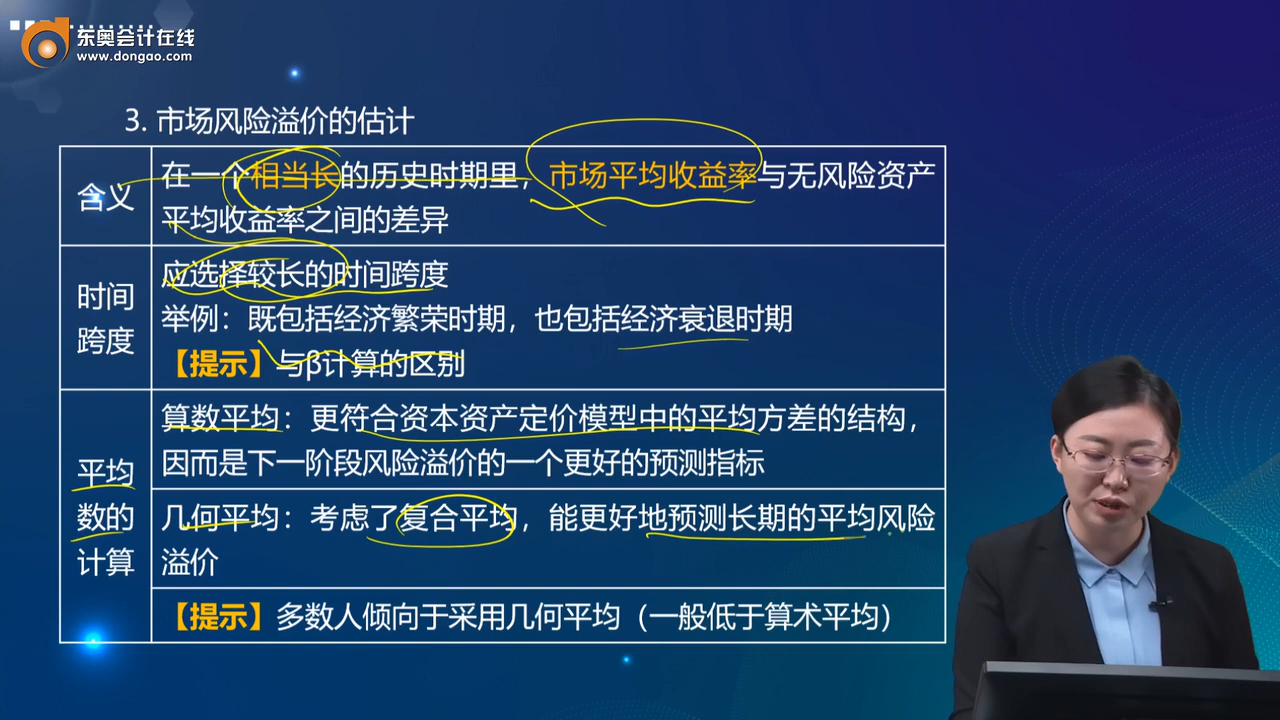 东奥会计在线
www.dongao.com
3. 市场风险溢价的估计
含义
在一个相当长的历史时期里，市场平均收益率与无风险资产
平均收益率之间的差异
时间
跨度
应选择较长的时间跨度
举例：既包括经济繁荣时期，也包括经济衰退时期
【提示】与β计算的区别
平均
数的
计算
算数平均：更符合资本资产定价模型中的平均方差的结构，
因而是下一阶段风险溢价的一个更好的预测指标
几何平均：考虑了复合平均，能更好地预测长期的平均风险
溢价
【提示】多数人倾向于采用几何平均（一般低于算术平均）